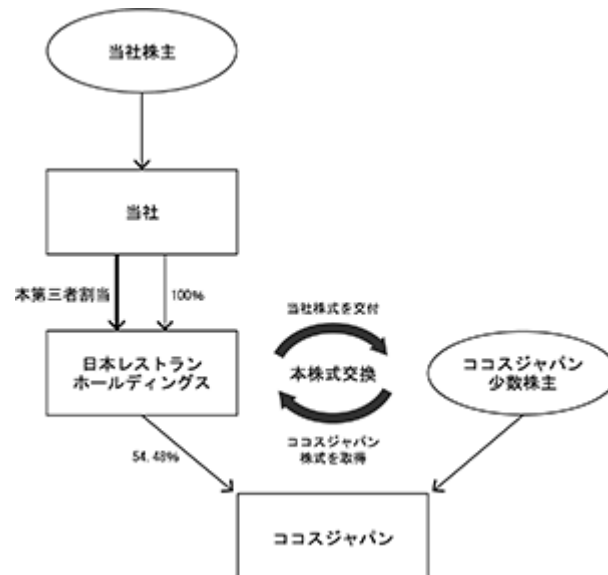 当社株主
当社
本第三者割当
100%
当社株式を交付
日本レストラン
ホールディングス
本株式交換
ココスジャパン
少数株主
ココスジャパン
株式を取得
54.48%
ココスジャパン